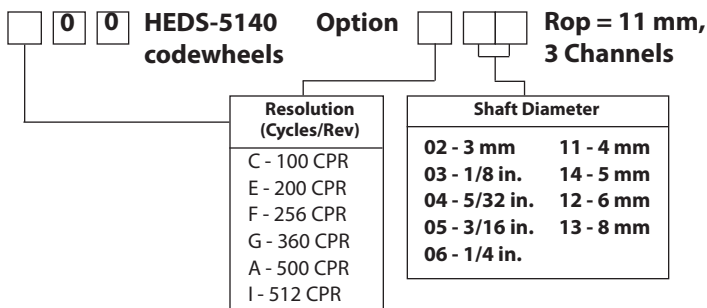 0 0 HEDS-5140 Option Rop = 11 mm,
codewheels 3 Channels
Resolution
(Cycles/Rev)
C - 100 CPR
E - 200 CPR
F - 256 CPR
G - 360 CPR
A - 500 CPR
I - 512 CPR
Shaft Diameter
02 - 3 mm 11 - 4 mm
03 - 1/8 in. 14 - 5 mm
04 - 5/32 in. 12 - 6 mm
05 - 3/16 in. 13 - 8 mm
06 - 1/4 in.